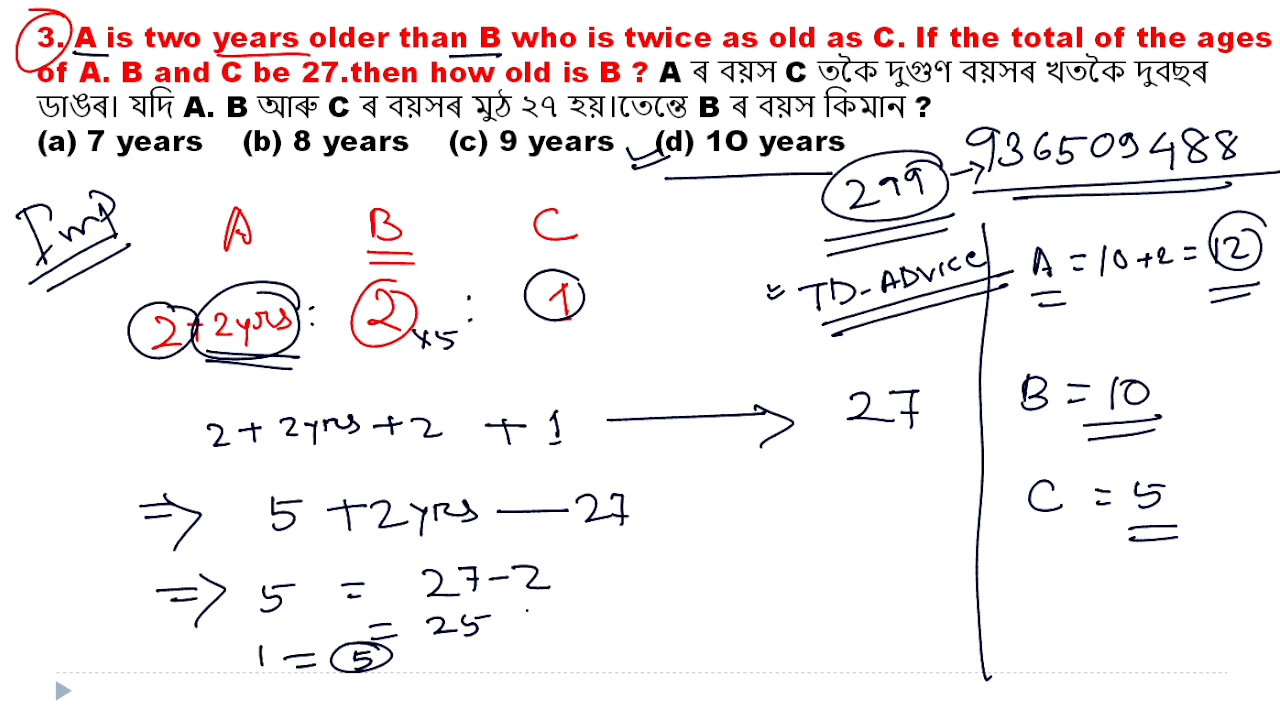 3. A is two years older than B who is twice as old as C. If the total of the ages
of A. B and C be 27.then how old is B ? A ৰ বয়স C তকৈ দুগুণ বয়সৰ খতকৈ দুবছৰ
ডাঙৰ। যদি A. B আৰু C ৰ বয়সৰ মুঠ ২৭ হয়।তেন্তে B ৰ বয়স কিমান ?
(a) 7 years (b) 8 years (c) 9 years (d) 10 years
299 → 936509488
Imp
A B C
2 + 2yrs : 2 x5 : 1
TD-ADVICE
2 + 2yrs + 2 + 1 → 27
⇒ 5 + 2yrs — 27
⇒ 5 = 27-2
= 25
1 = 5
A = 10+2 = 12
B = 10
C = 5